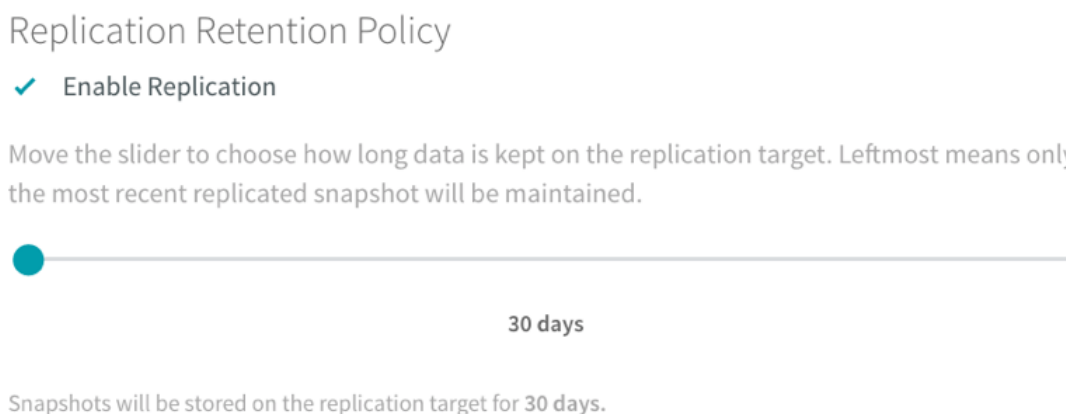 Replication Retention Policy
Enable Replication
Move the slider to choose how long data is kept on the replication target. Leftmost means only
the most recent replicated snapshot will be maintained.
30 days
Snapshots will be stored on the replication target for 30 days.